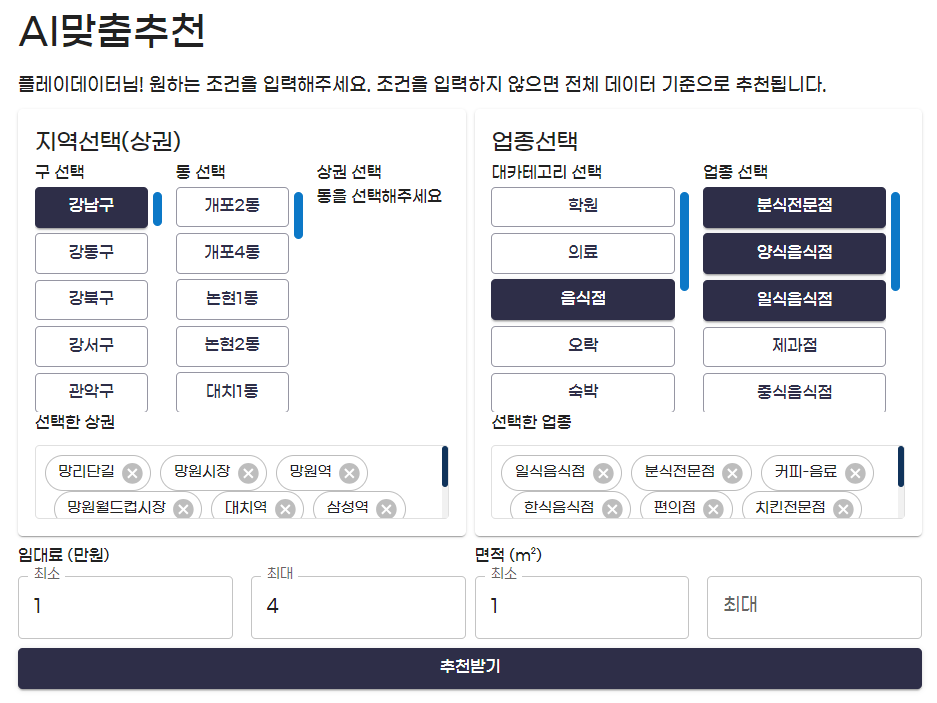 AI맞춤추천
플레이데이터님! 원하는 조건을 입력해주세요. 조건을 입력하지 않으면 전체 데이터 기준으로 추천됩니다.
지역선택(상권)
구 선택
강남구
강동구
강북구
강서구
관악구
동 선택
개포2동
개포4동
논현1동
논현2동
대치1동
상권 선택
동을 선택해주세요
선택한 상권
망리단길 망원시장 망원역
망원월드컵시장 대치역 삼성역
업종선택
대카테고리 선택
학원
의료
음식점
오락
숙박
업종 선택
분식전문점
양식음식점
일식음식점
제과점
중식음식점
선택한 업종
일식음식점 분식전문점 커피-음료
한식음식점 편의점 치킨전문점
임대료 (만원)
최소
1
최대
4
면적 (m²)
최소
1
최대
추천받기